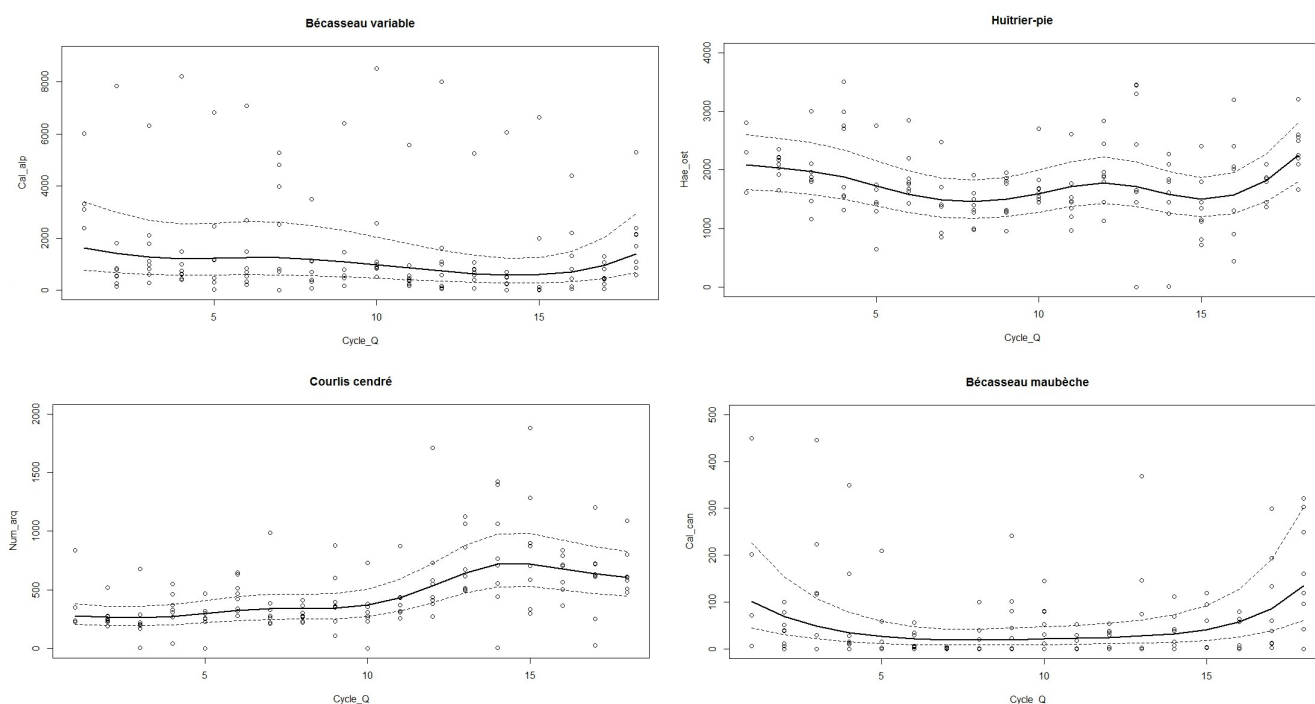 Bécasseau variable
Cal_alp
8000
6000
4000
2000
0
5 10 15
Cycle_Q
Huîtrier-pie
Hae_ost
4000
3000
2000
1000
0
5 10 15
Cycle_Q
Courlis cendré
Num_arq
2000
1500
1000
500
0
5 10 15
Cycle_Q
Bécasseau maubèche
Cal_can
500
400
300
200
100
0
5 10 15
Cycle_Q